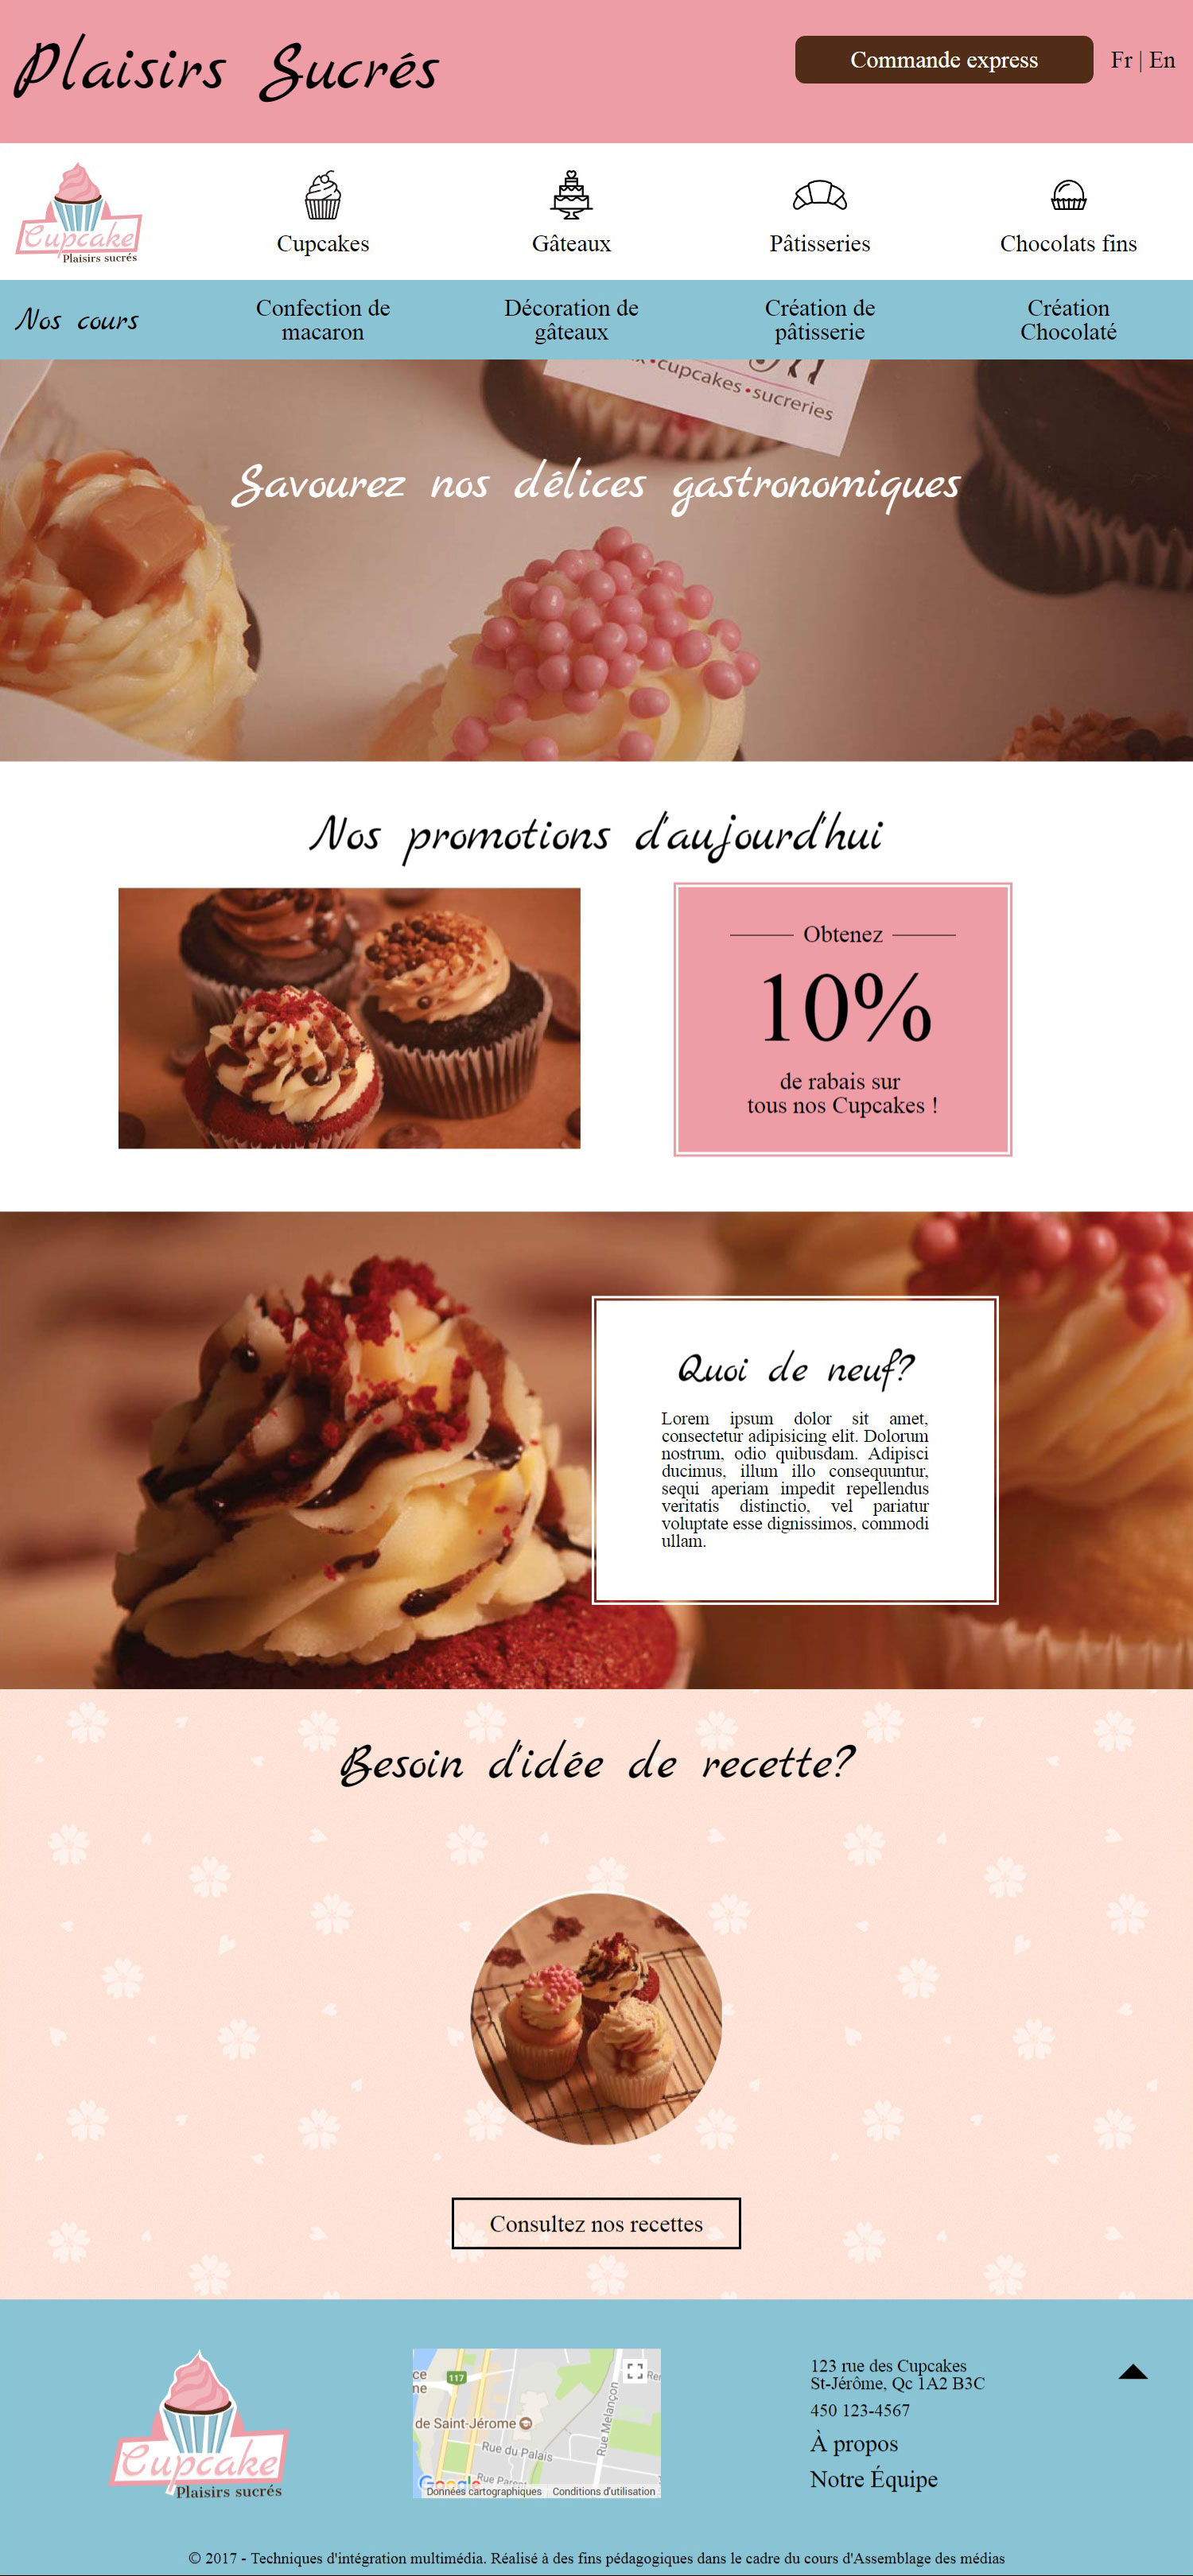 Plaisirs Sucrés
Commande express
Fr | En
Cupcake
Plaisirs sucrés
Cupcakes
Gâteaux
Pâtisseries
Chocolats fins
Nos cours
Confection de
macaron
Décoration de
gâteaux
Création de
pâtisserie
Création
Chocolaté
•cupcakes•sucreries
Savourez nos délices gastronomiques
Nos promotions d'aujourd'hui
Obtenez
10%
de rabais sur
tous nos Cupcakes !
Quoi de neuf?
Lorem ipsum dolor sit amet,
consectetur adipisicing elit. Dolorum
nostrum, odio quibusdam. Adipisci
ducimus, illum illo consequuntur,
sequi aperiam impedit repellendus
veritatis distinctio, vel pariatur
voluptate esse dignissimos, commodi
ullam.
Besoin d'idée de recette?
Consultez nos recettes
Cupcake
Plaisirs sucrés
ce
ne
117
de Saint-Jérome
Rue du Palais
Rue Melançon
Rue
Google
Données cartographiques
Conditions d'utilisation
123 rue des Cupcakes
St-Jérôme, Qc 1A2 B3C
450 123-4567
À propos
Notre Équipe
© 2017 - Techniques d'intégration multimédia. Réalisé à des fins pédagogiques dans le cadre du cours d'Assemblage des médias